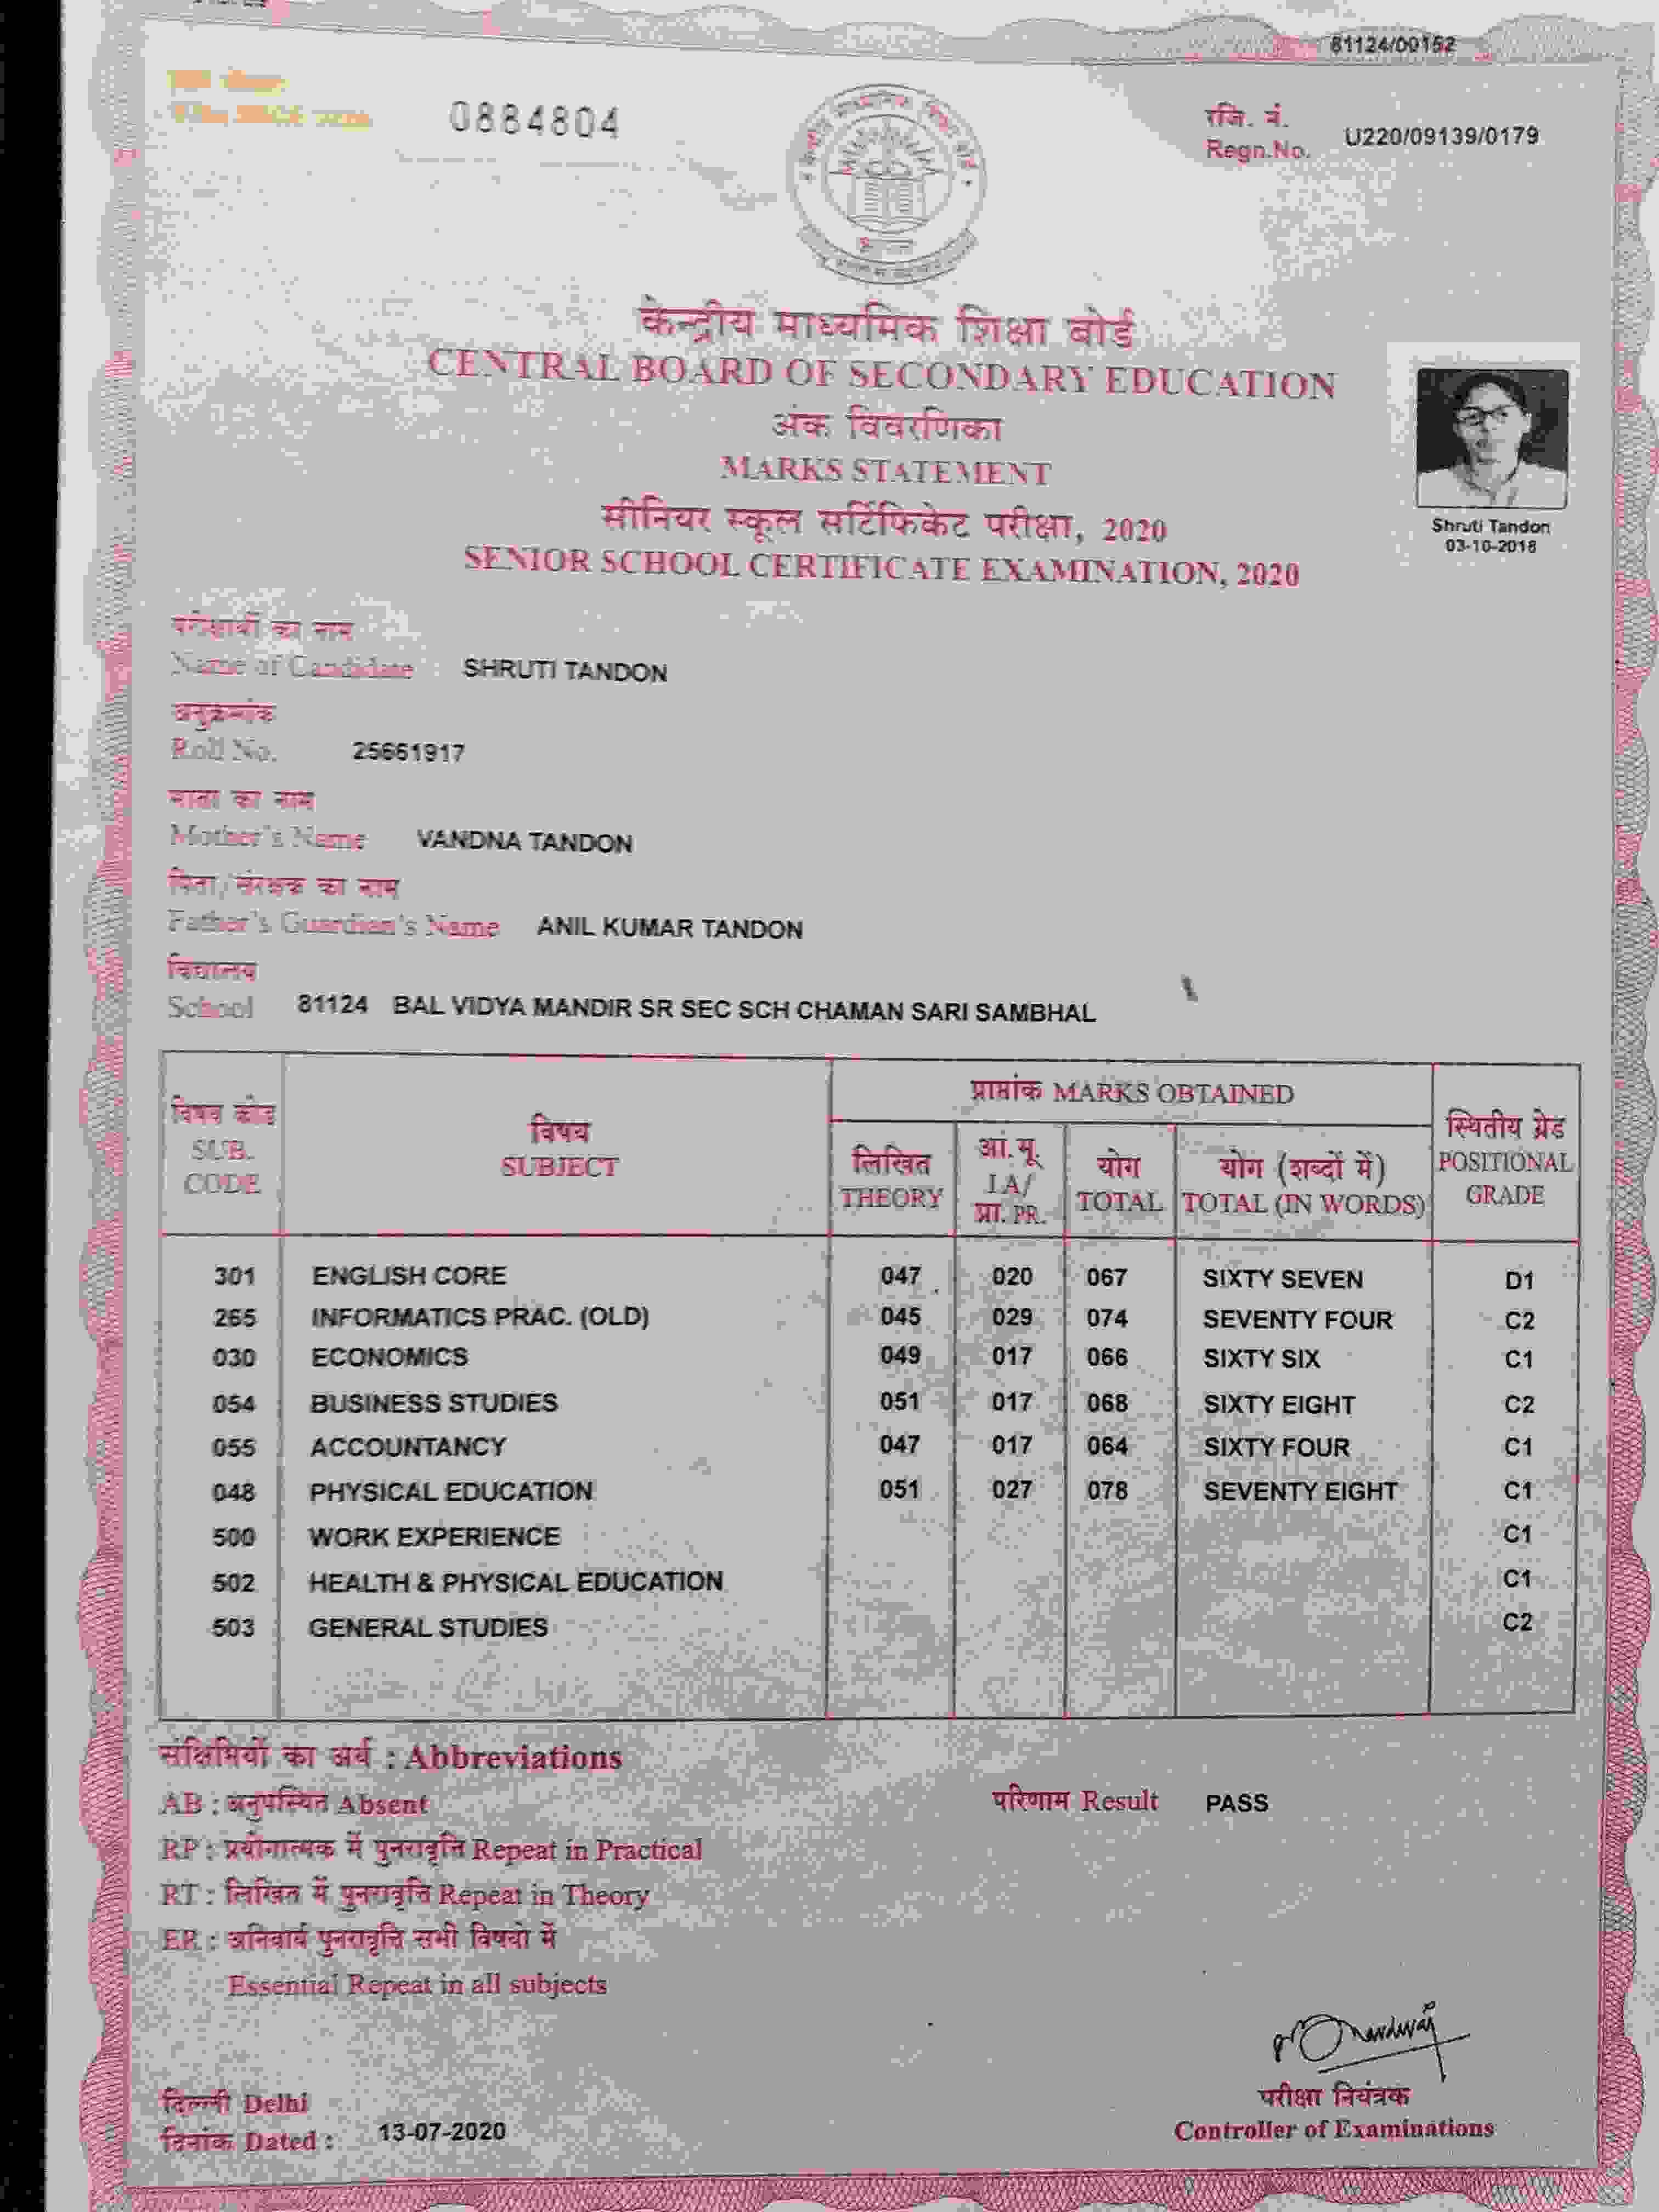 81124/00152
0884804
रजि. नं.
Regn.No. U220/09139/0179
केन्द्रीय माध्यमिक शिक्षा बोर्ड
CENTRAL BOARD OF SECONDARY EDUCATION
अंक विवरणिका
MARKS STATEMENT
सीनियर स्कूल सर्टिफिकेट परीक्षा, 2020
SENIOR SCHOOL CERTIFICATE EXAMINATION, 2020
Shruti Tandon
03-10-2018
परीक्षार्थी का नाम
Name of Candidate SHRUTI TANDON
अनुक्रमांक
Roll No. 25661917
माता का नाम
Mother's Name VANDNA TANDON
पिता/संरक्षक का नाम
Father's Guardian's Name ANIL KUMAR TANDON
विद्यालय
School 81124 BAL VIDYA MANDIR SR SEC SCH CHAMAN SARI SAMBHAL
विषय कोड SUB. CODE
विषय SUBJECT
प्राप्तांक MARKS OBTAINED
लिखित THEORY
आं.मू. I.A/ प्रा. PR.
योग TOTAL
योग (शब्दों में) TOTAL (IN WORDS)
स्थितीय ग्रेड POSITIONAL GRADE
301 ENGLISH CORE 047 020 067 SIXTY SEVEN D1
265 INFORMATICS PRAC. (OLD) 045 029 074 SEVENTY FOUR C2
030 ECONOMICS 049 017 066 SIXTY SIX C1
054 BUSINESS STUDIES 051 017 068 SIXTY EIGHT C2
055 ACCOUNTANCY 047 017 064 SIXTY FOUR C1
048 PHYSICAL EDUCATION 051 027 078 SEVENTY EIGHT C1
500 WORK EXPERIENCE C1
502 HEALTH & PHYSICAL EDUCATION C1
503 GENERAL STUDIES C2
संक्षिप्तियों का अर्थ : Abbreviations
AB : अनुपस्थित Absent
परिणाम Result PASS
RP : प्रयोगात्मक में पुनरावृत्ति Repeat in Practical
RT : लिखित में पुनरावृत्ति Repeat in Theory
ER : अनिवार्य पुनरावृत्ति सभी विषयों में
Essential Repeat in all subjects
दिल्ली Delhi
दिनांक Dated : 13-07-2020
परीक्षा नियंत्रक
Controller of Examinations